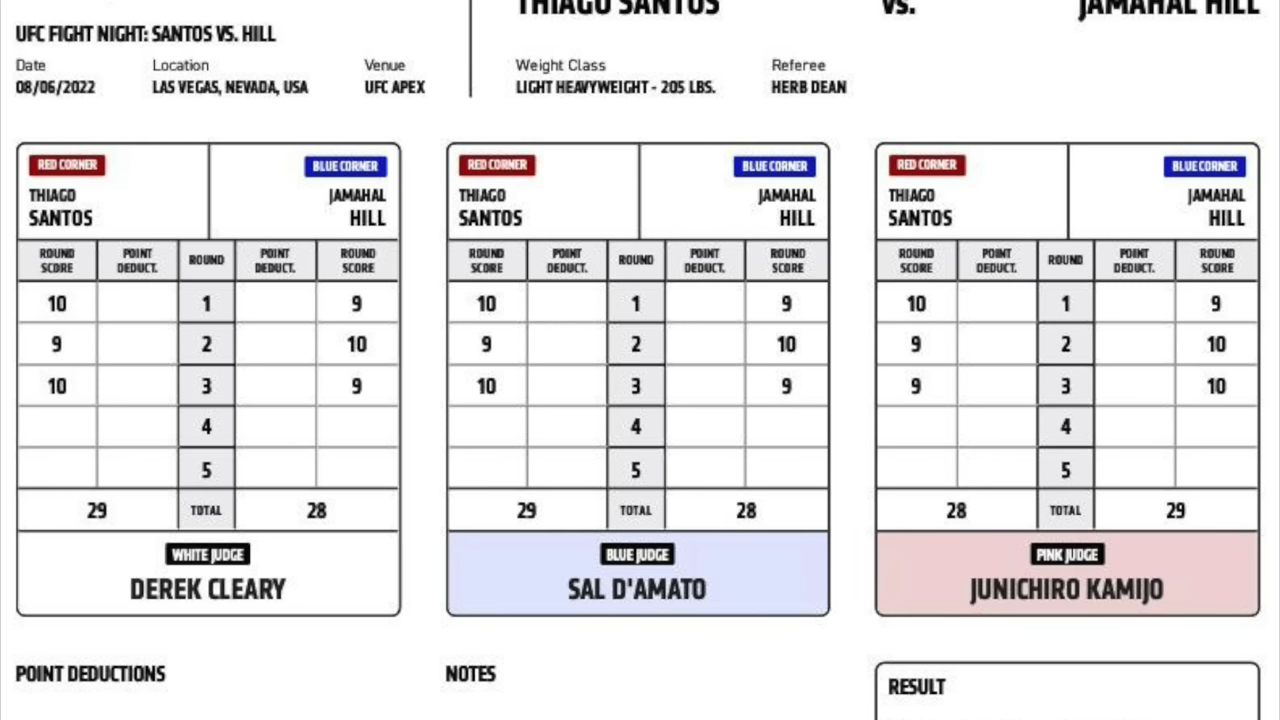 THIAGO SANTOS vs. JAMAHAL HILL
UFC FIGHT NIGHT: SANTOS VS. HILL
Date Location Venue Weight Class Referee
08/06/2022 LAS VEGAS, NEVADA, USA UFC APEX LIGHT HEAVYWEIGHT - 205 LBS. HERB DEAN
RED CORNER BLUE CORNER
THIAGO JAMAHAL
SANTOS HILL
ROUND POINT ROUND POINT ROUND
SCORE DEDUCT. DEDUCT. SCORE
10 1 9
9 2 10
10 3 9
4
5
29 TOTAL 28
WHITE JUDGE
DEREK CLEARY
RED CORNER BLUE CORNER
THIAGO JAMAHAL
SANTOS HILL
ROUND POINT ROUND POINT ROUND
SCORE DEDUCT. DEDUCT. SCORE
10 1 9
9 2 10
10 3 9
4
5
29 TOTAL 28
BLUE JUDGE
SAL D'AMATO
RED CORNER BLUE CORNER
THIAGO JAMAHAL
SANTOS HILL
ROUND POINT ROUND POINT ROUND
SCORE DEDUCT. DEDUCT. SCORE
10 1 9
9 2 10
9 3 10
4
5
28 TOTAL 29
PINK JUDGE
JUNICHIRO KAMIJO
POINT DEDUCTIONS
NOTES
RESULT